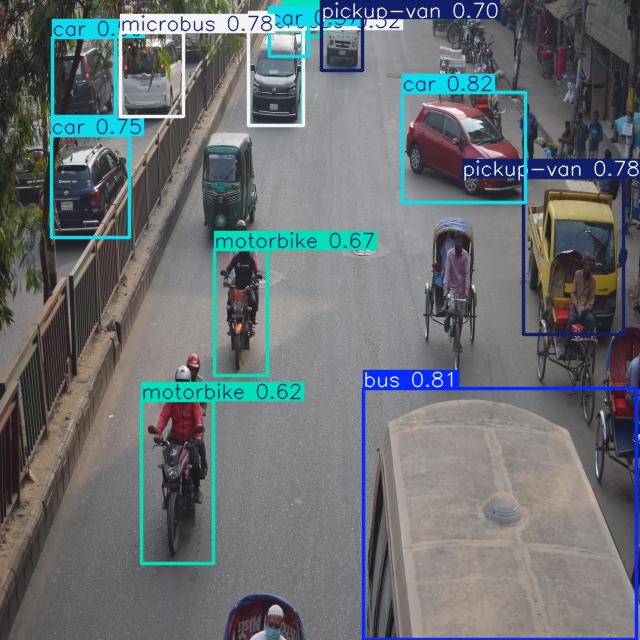 pickup-van 0.70
microbus 0.78
car
car
car 0.82
car 0.75
pickup-van 0.78
motorbike 0.67
bus 0.81
motorbike 0.62